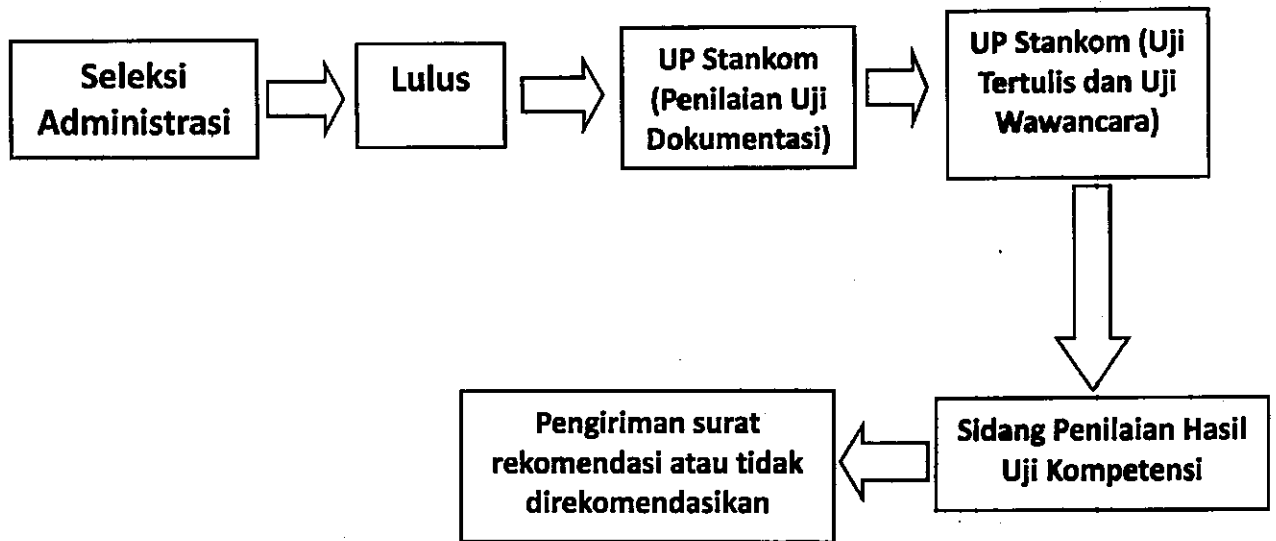 Seleksi
Administrasi
Lulus
UP Stankom
(Penilaian Uji
Dokumentasi)
UP Stankom (Uji
Tertulis dan Uji
Wawancara)
Sidang Penilaian Hasil
Uji Kompetensi
Pengiriman surat
rekomendasi atau tidak
direkomendasikan